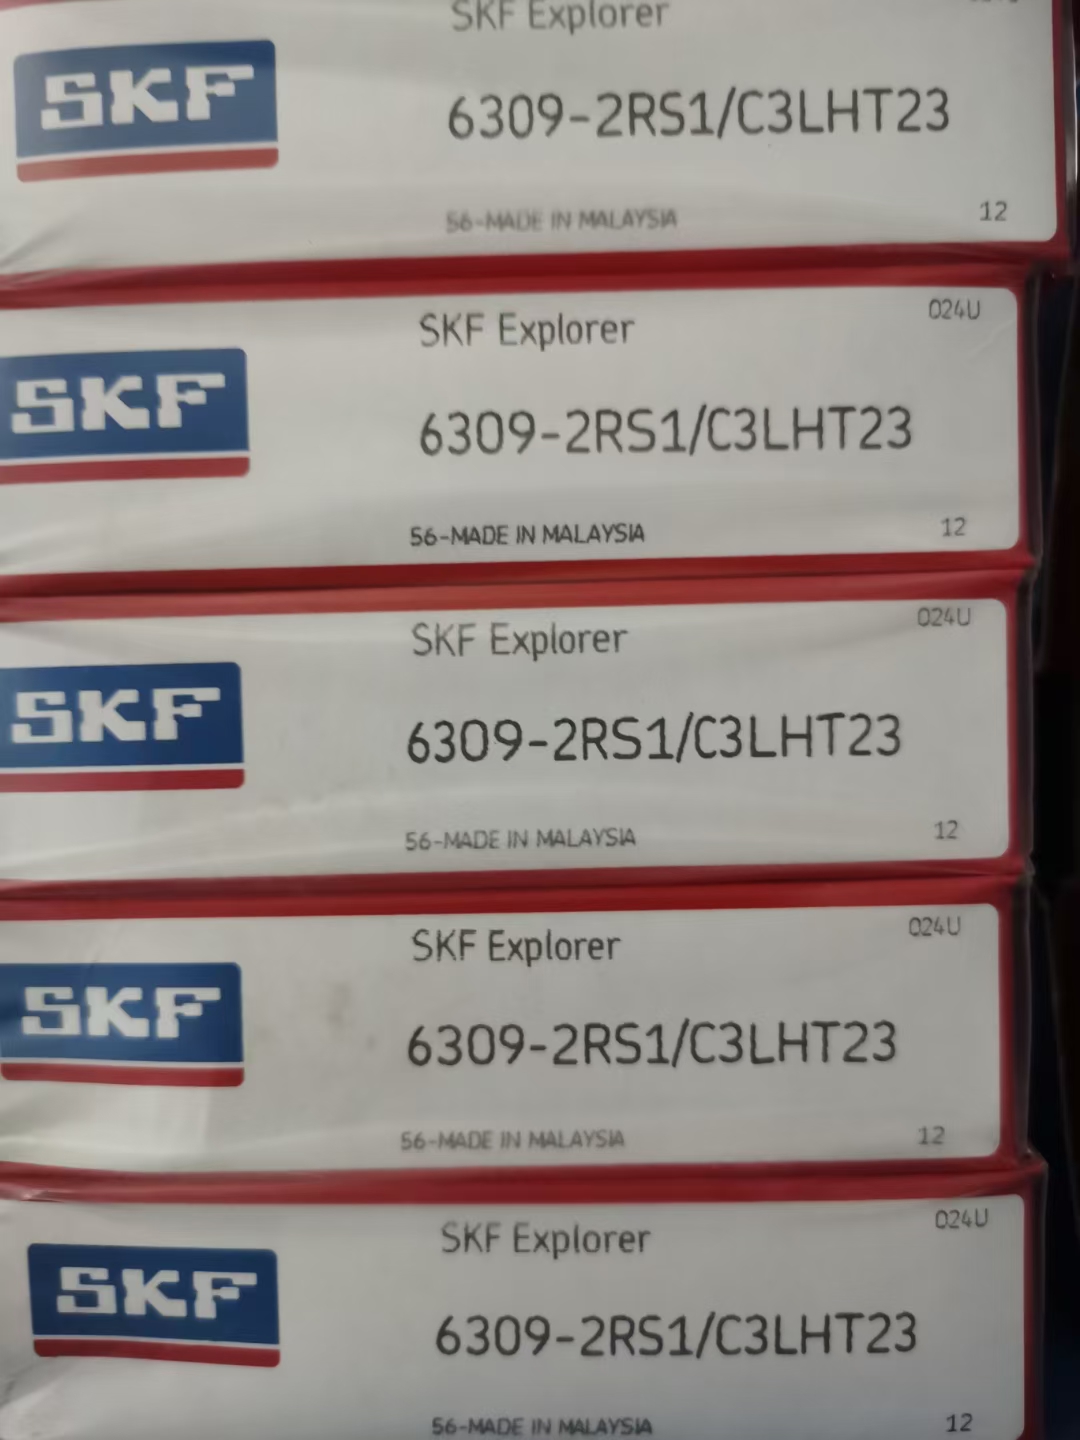 SKF Explorer
SKF
6309-2RS1/C3LHT23
56-MADE IN MALAYSIA
12
SKF Explorer
024U
SKF
6309-2RS1/C3LHT23
56-MADE IN MALAYSIA
12
SKF Explorer
024U
SKF
6309-2RS1/C3LHT23
56-MADE IN MALAYSIA
12
SKF Explorer
024U
SKF
6309-2RS1/C3LHT23
56-MADE IN MALAYSIA
12
SKF Explorer
024U
SKF
6309-2RS1/C3LHT23
56-MADE IN MALAYSIA
12